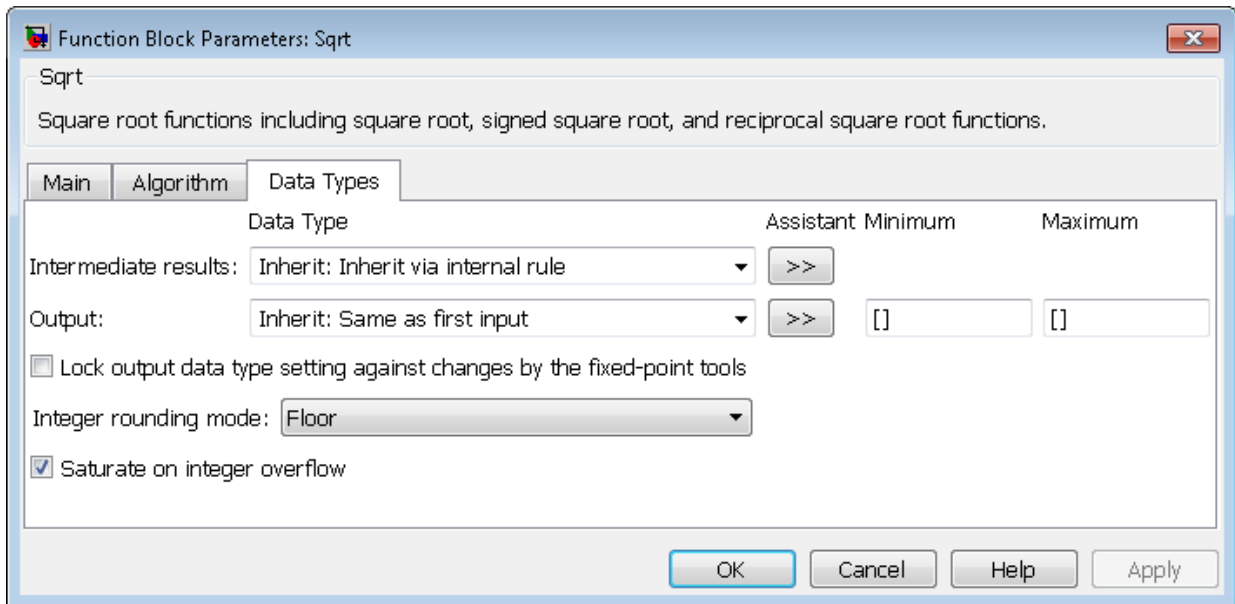 Function Block Parameters: Sqrt
Sqrt
Square root functions including square root, signed square root, and reciprocal square root functions.
Main Algorithm Data Types
Data Type Assistant Minimum Maximum
Intermediate results: Inherit: Inherit via internal rule >>
Output: Inherit: Same as first input >> [] []
Lock output data type setting against changes by the fixed-point tools
Integer rounding mode: Floor
Saturate on integer overflow
OK Cancel Help Apply